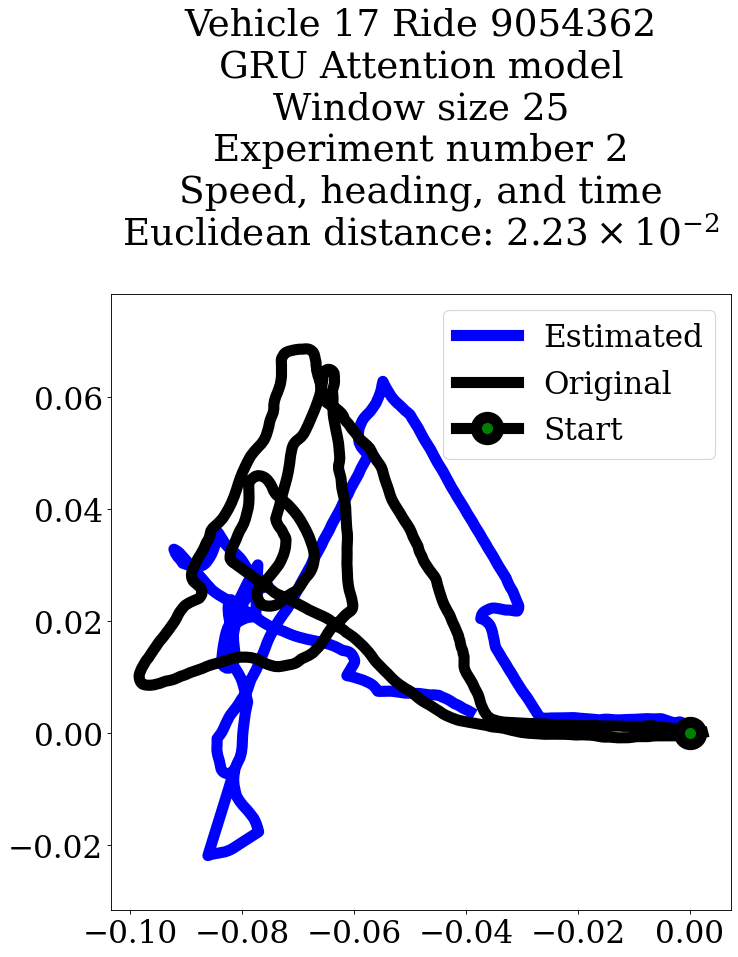 Vehicle 17 Ride 9054362
GRU Attention model
Window size 25
Experiment number 2
Speed, heading, and time
Euclidean distance: 2.23 × 10⁻²
Estimated
Original
Start
0.06
0.04
0.02
0.00
−0.02
−0.10 −0.08 −0.06 −0.04 −0.02 0.00